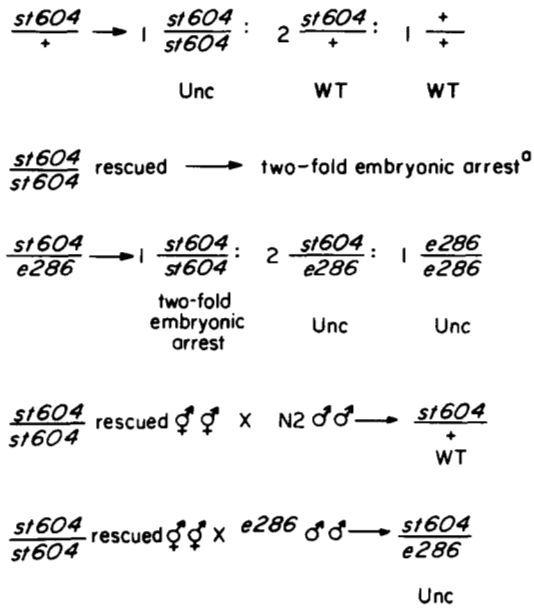 st604/+ → 1 st604/st604 : 2 st604/+ : 1 +/+
Unc WT WT
st604/st604 rescued → two-fold embryonic arrestᵃ
st604/e286 → 1 st604/st604 : 2 st604/e286 : 1 e286/e286
two-fold embryonic arrest Unc Unc
st604/st604 rescued ⚥ ⚥ X N2 ♂♂ → st604/+
WT
st604/st604 rescued ⚥⚥ X e286 ♂♂ → st604/e286
Unc